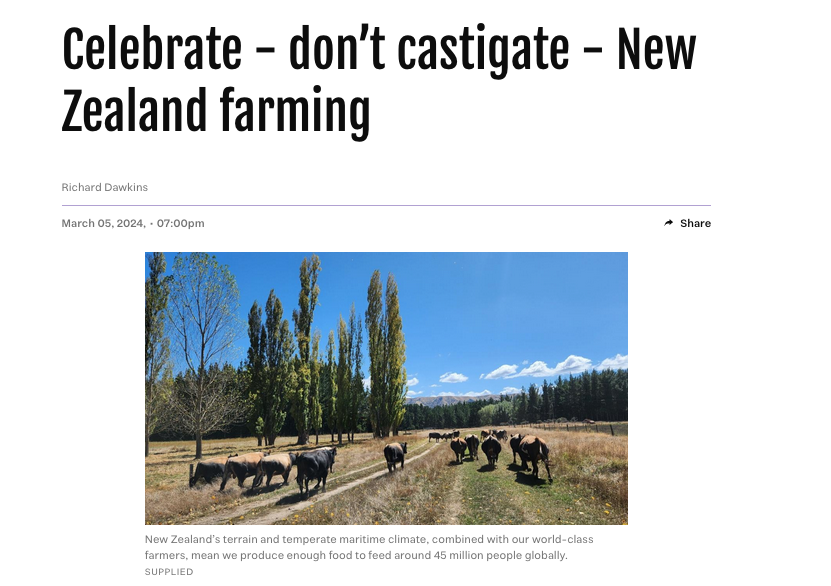 Celebrate – don’t castigate – New
Zealand farming
Richard Dawkins
March 05, 2024, • 07:00pm
Share
New Zealand’s terrain and temperate maritime climate, combined with our world-class
farmers, mean we produce enough food to feed around 45 million people globally.
SUPPLIED